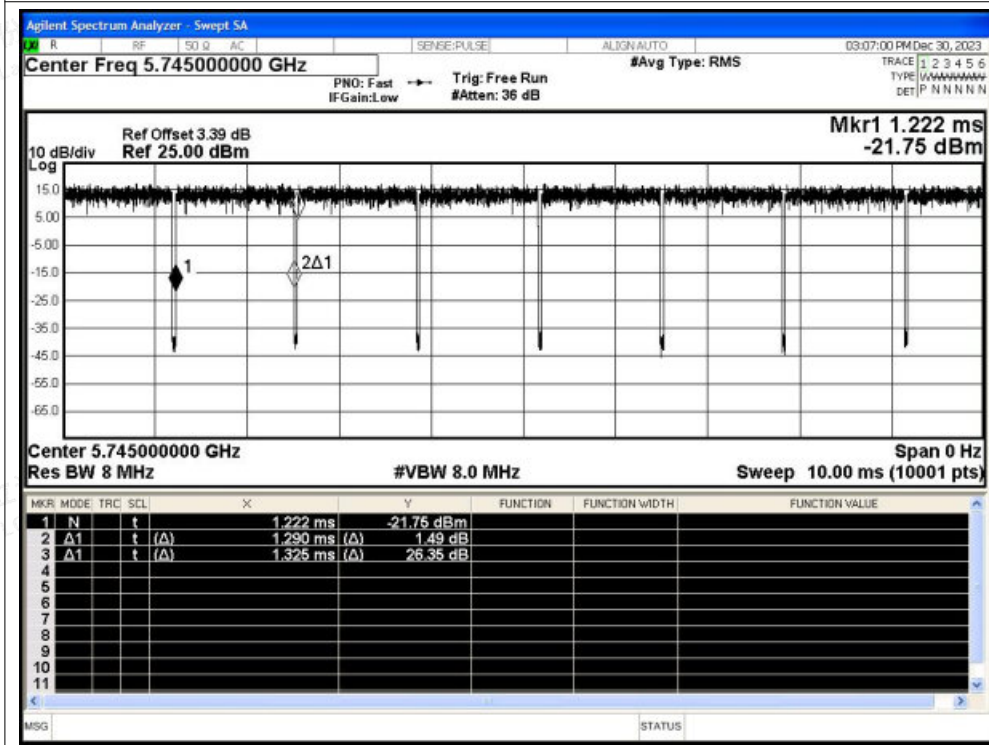 Agilent Spectrum Analyzer - Swept SA
R RF 50 Ω AC SENSE:PULSE ALIGN AUTO 03:07:00 PM Dec 30, 2023
Center Freq 5.745000000 GHz #Avg Type: RMS TRACE 1 2 3 4 5 6
PNO: Fast Trig: Free Run TYPE
IFGain:Low #Atten: 36 dB DET P N N N N N
Mkr1 1.222 ms
-21.75 dBm
Ref Offset 3.39 dB
10 dB/div Ref 25.00 dBm
Log
15.0
5.00
-5.00
-15.0
1
2Δ1
-25.0
-35.0
-45.0
-55.0
-65.0
Center 5.745000000 GHz Span 0 Hz
Res BW 8 MHz #VBW 8.0 MHz Sweep 10.00 ms (10001 pts)
MKR MODE TRC SCL X Y FUNCTION FUNCTION WIDTH FUNCTION VALUE
1 N t 1.222 ms -21.75 dBm
2 Δ1 t (Δ) 1.290 ms (Δ) 1.49 dB
3 Δ1 t (Δ) 1.325 ms (Δ) 26.35 dB
4
5
6
7
8
9
10
11
MSG STATUS